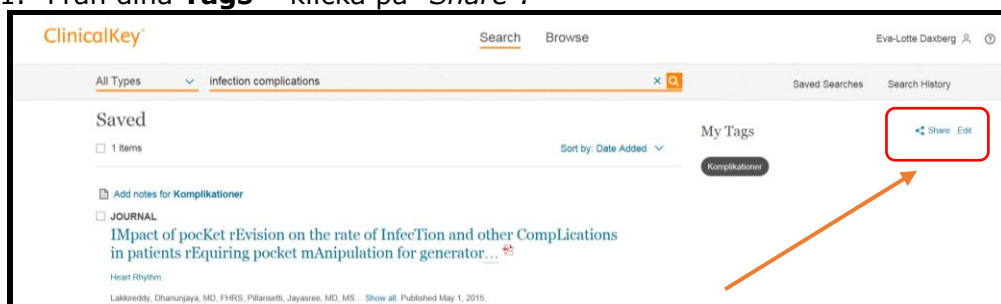 1. Från dina Tags – klicka på "Share".
ClinicalKey®
Search Browse
Eva-Lotte Daxberg
All Types infection complications
Saved Searches Search History
Saved
1 items
Sort by: Date Added
My Tags
Share Edit
Komplikationer
Add notes for Komplikationer
JOURNAL
IMpact of pocKet rEvision on the rate of InfecTion and other CompLications
in patients rEquiring pocket mAnipulation for generator...
Heart Rhythm.
Lakkireddy, Dhanunjaya, MD, FHRS, Pillarisetti, Jayasree, MD, MS... Show all. Published May 1, 2015.